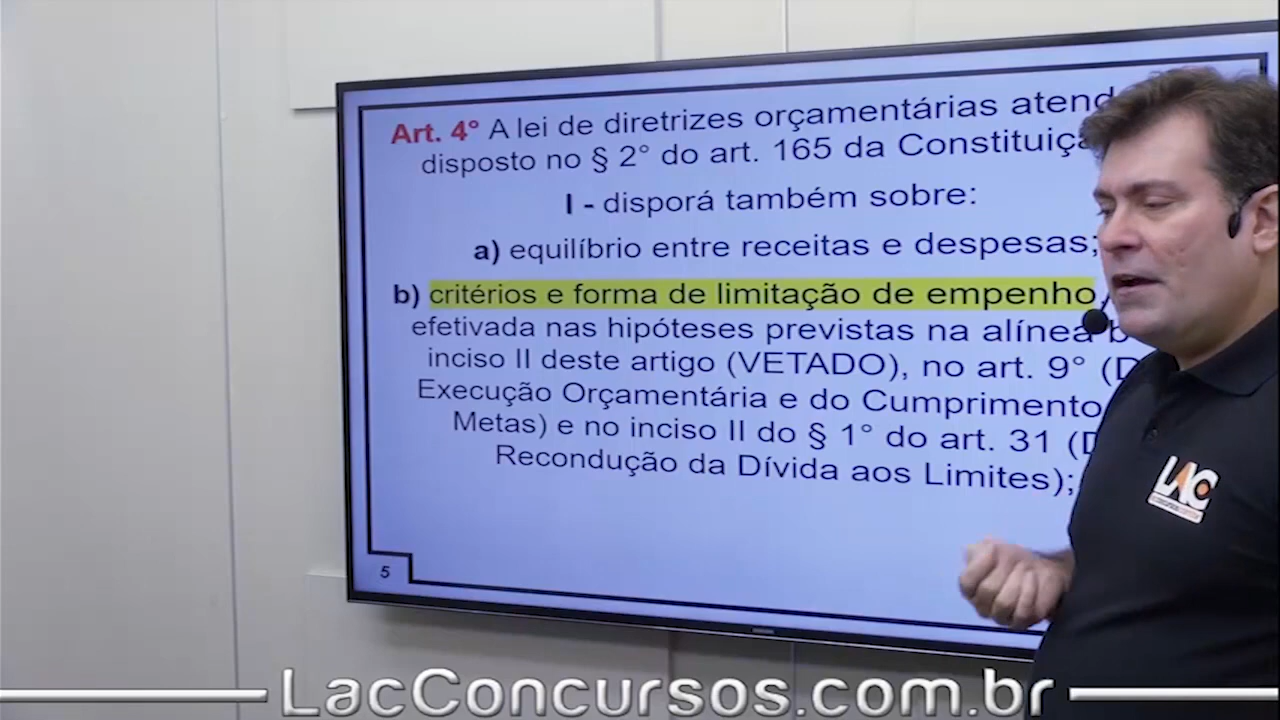 Art. 4° A lei de diretrizes orçamentárias atend
disposto no § 2° do art. 165 da Constituiçã
I - disporá também sobre:
a) equilíbrio entre receitas e despesas;
b) critérios e forma de limitação de empenho,
efetivada nas hipóteses previstas na alínea b
inciso II deste artigo (VETADO), no art. 9° (D
Execução Orçamentária e do Cumprimento
Metas) e no inciso II do § 1° do art. 31 (D
Recondução da Dívida aos Limites);
5
LAC
LacConcursos.com.br